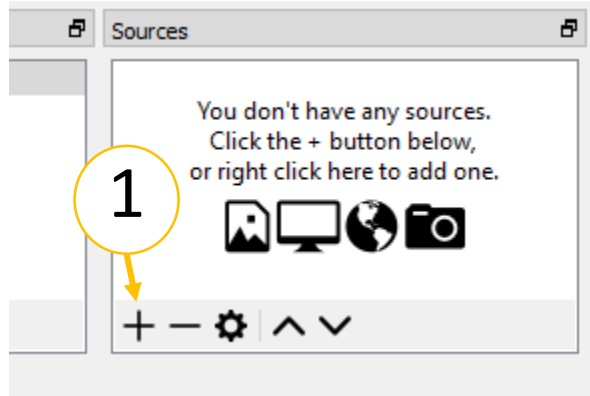 Sources
You don't have any sources.
Click the + button below,
or right click here to add one.
1